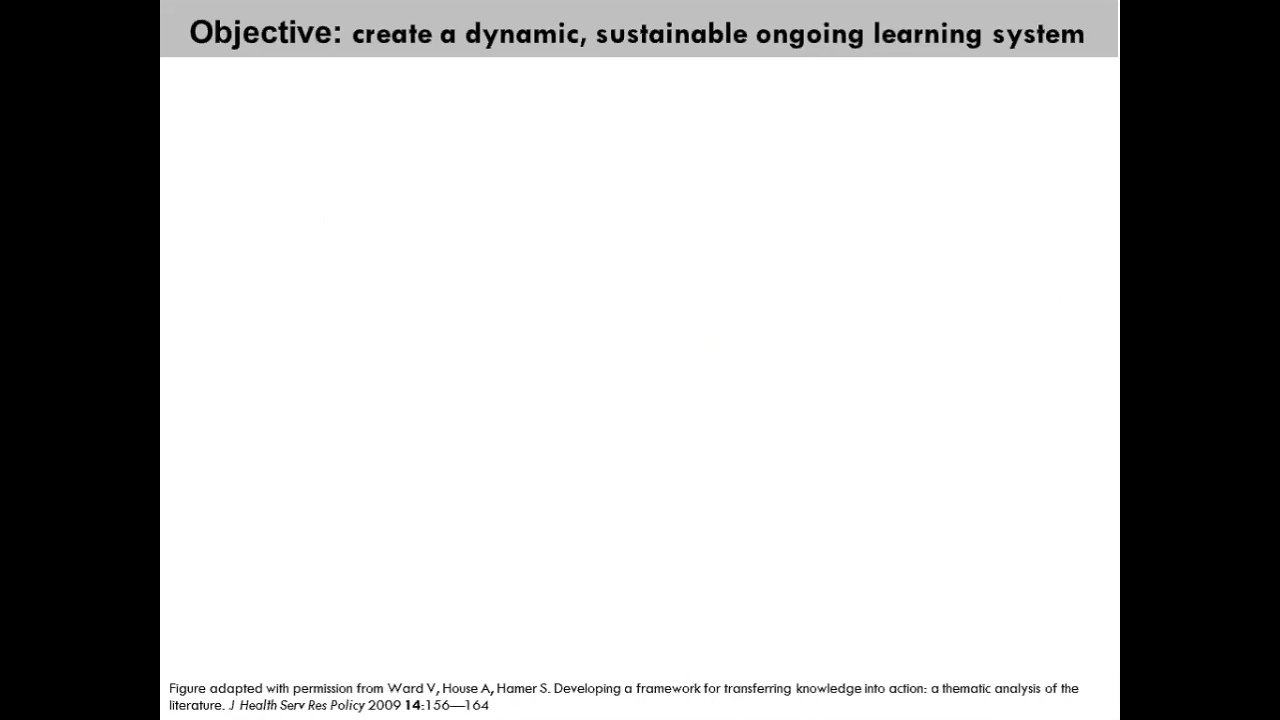 Objective: create a dynamic, sustainable ongoing learning system
Figure adapted with permission from Ward V, House A, Hamer S. Developing a framework for transferring knowledge into action: a thematic analysis of the
literature. J Health Serv Res Policy 2009 14:156—164